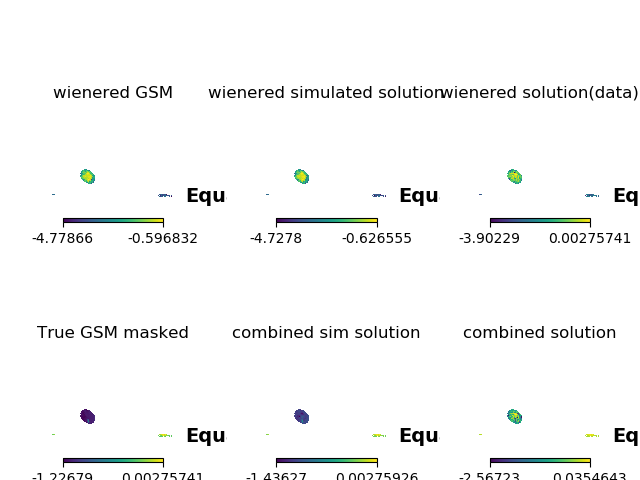 wienered GSM
wienered simulated solution
wienered solution(data)
Equ
Equ
Eq
-4.77866 -0.596832
-4.7278 -0.626555
-3.90229 0.00275741
True GSM masked
combined sim solution
combined solution
Equ
Equ
Eq
-1.22679 0.00275741
-1.43627 0.00275926
-2.56723 0.0354643